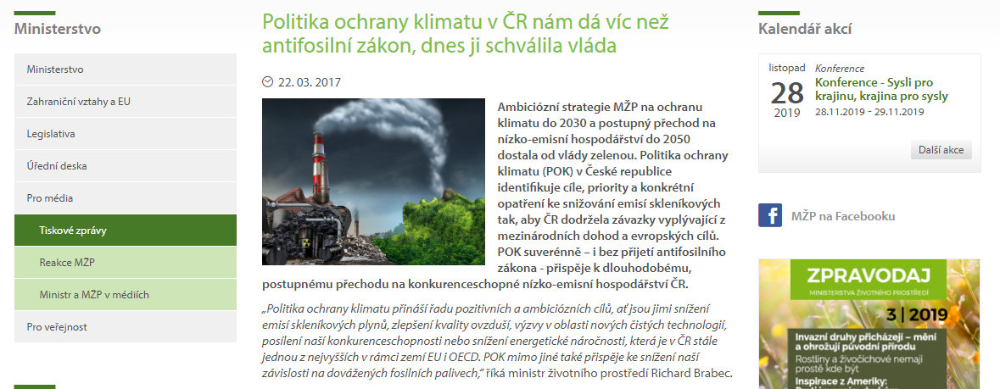 Ministerstvo
Ministerstvo
Zahraniční vztahy a EU
Legislativa
Úřední deska
Pro média
Tiskové zprávy
Reakce MŽP
Ministr a MŽP v médiích
Pro veřejnost
Politika ochrany klimatu v ČR nám dá víc než
antifosilní zákon, dnes ji schválila vláda
22. 03. 2017
Ambiciózní strategie MŽP na ochranu
klimatu do 2030 a postupný přechod na
nízko-emisní hospodářství do 2050
dostala od vlády zelenou. Politika ochrany
klimatu (POK) v České republice
identifikuje cíle, priority a konkrétní
opatření ke snižování emisí skleníkových
tak, aby ČR dodržela závazky vyplývající z
mezinárodních dohod a evropských cílů.
POK suverénně – i bez přijetí antifosilního
zákona - přispěje k dlouhodobému,
postupnému přechodu na konkurenceschopné nízko-emisní hospodářství ČR.
„Politika ochrany klimatu přináší řadu pozitivních a ambiciózních cílů, ať jsou jimi snížení
emisí skleníkových plynů, zlepšení kvality ovzduší, výzvy v oblasti nových čistých technologií,
posílení naší konkurenceschopnosti nebo snížení energetické náročnosti, která je v ČR stále
jednou z nejvyšších v rámci zemí EU i OECD. POK mimo jiné také přispěje ke snížení naší
závislosti na dovážených fosilních palivech,“ říká ministr životního prostředí Richard Brabec.
Kalendář akcí
listopad
28
2019
Konference
Konference - Sysli pro
krajinu, krajina pro sysly
28.11.2019 - 29.11.2019
Další akce
MŽP na Facebooku
ZPRAVODAJ
MINISTERSTVA ŽIVOTNÍHO PROSTŘEDÍ
3 | 2019
Invazní druhy přicházejí – mění
a ohrožují původní přírodu
Rostliny a živočichové nemají
prostě kde být
Inspirace z Ameriky: